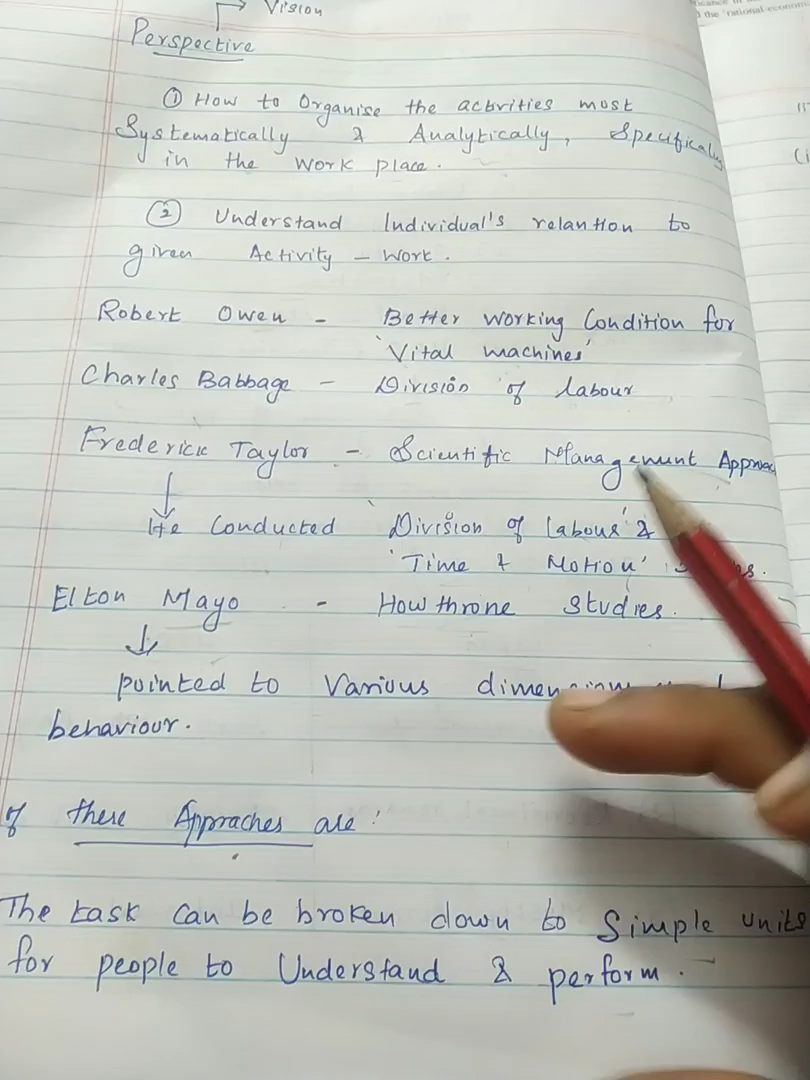 Vision
Perspective
① How to Organise the activities most
Systematically & Analytically, Specifically
in the work place.
② Understand Individual's relantion to
given Activity – Work.
Robert Owen – Better Working Condition for
'Vital machines'
Charles Babbage – Division of labour
Frederick Taylor – Scientific Management
He Conducted Division of Labour' &
'Time & Motion'
Elton Mayo – Howthrone Studies.
pointed to Various
behaviour.
of these Appraches are:
The task can be broken down to Simple units
for people to Understand & perform.